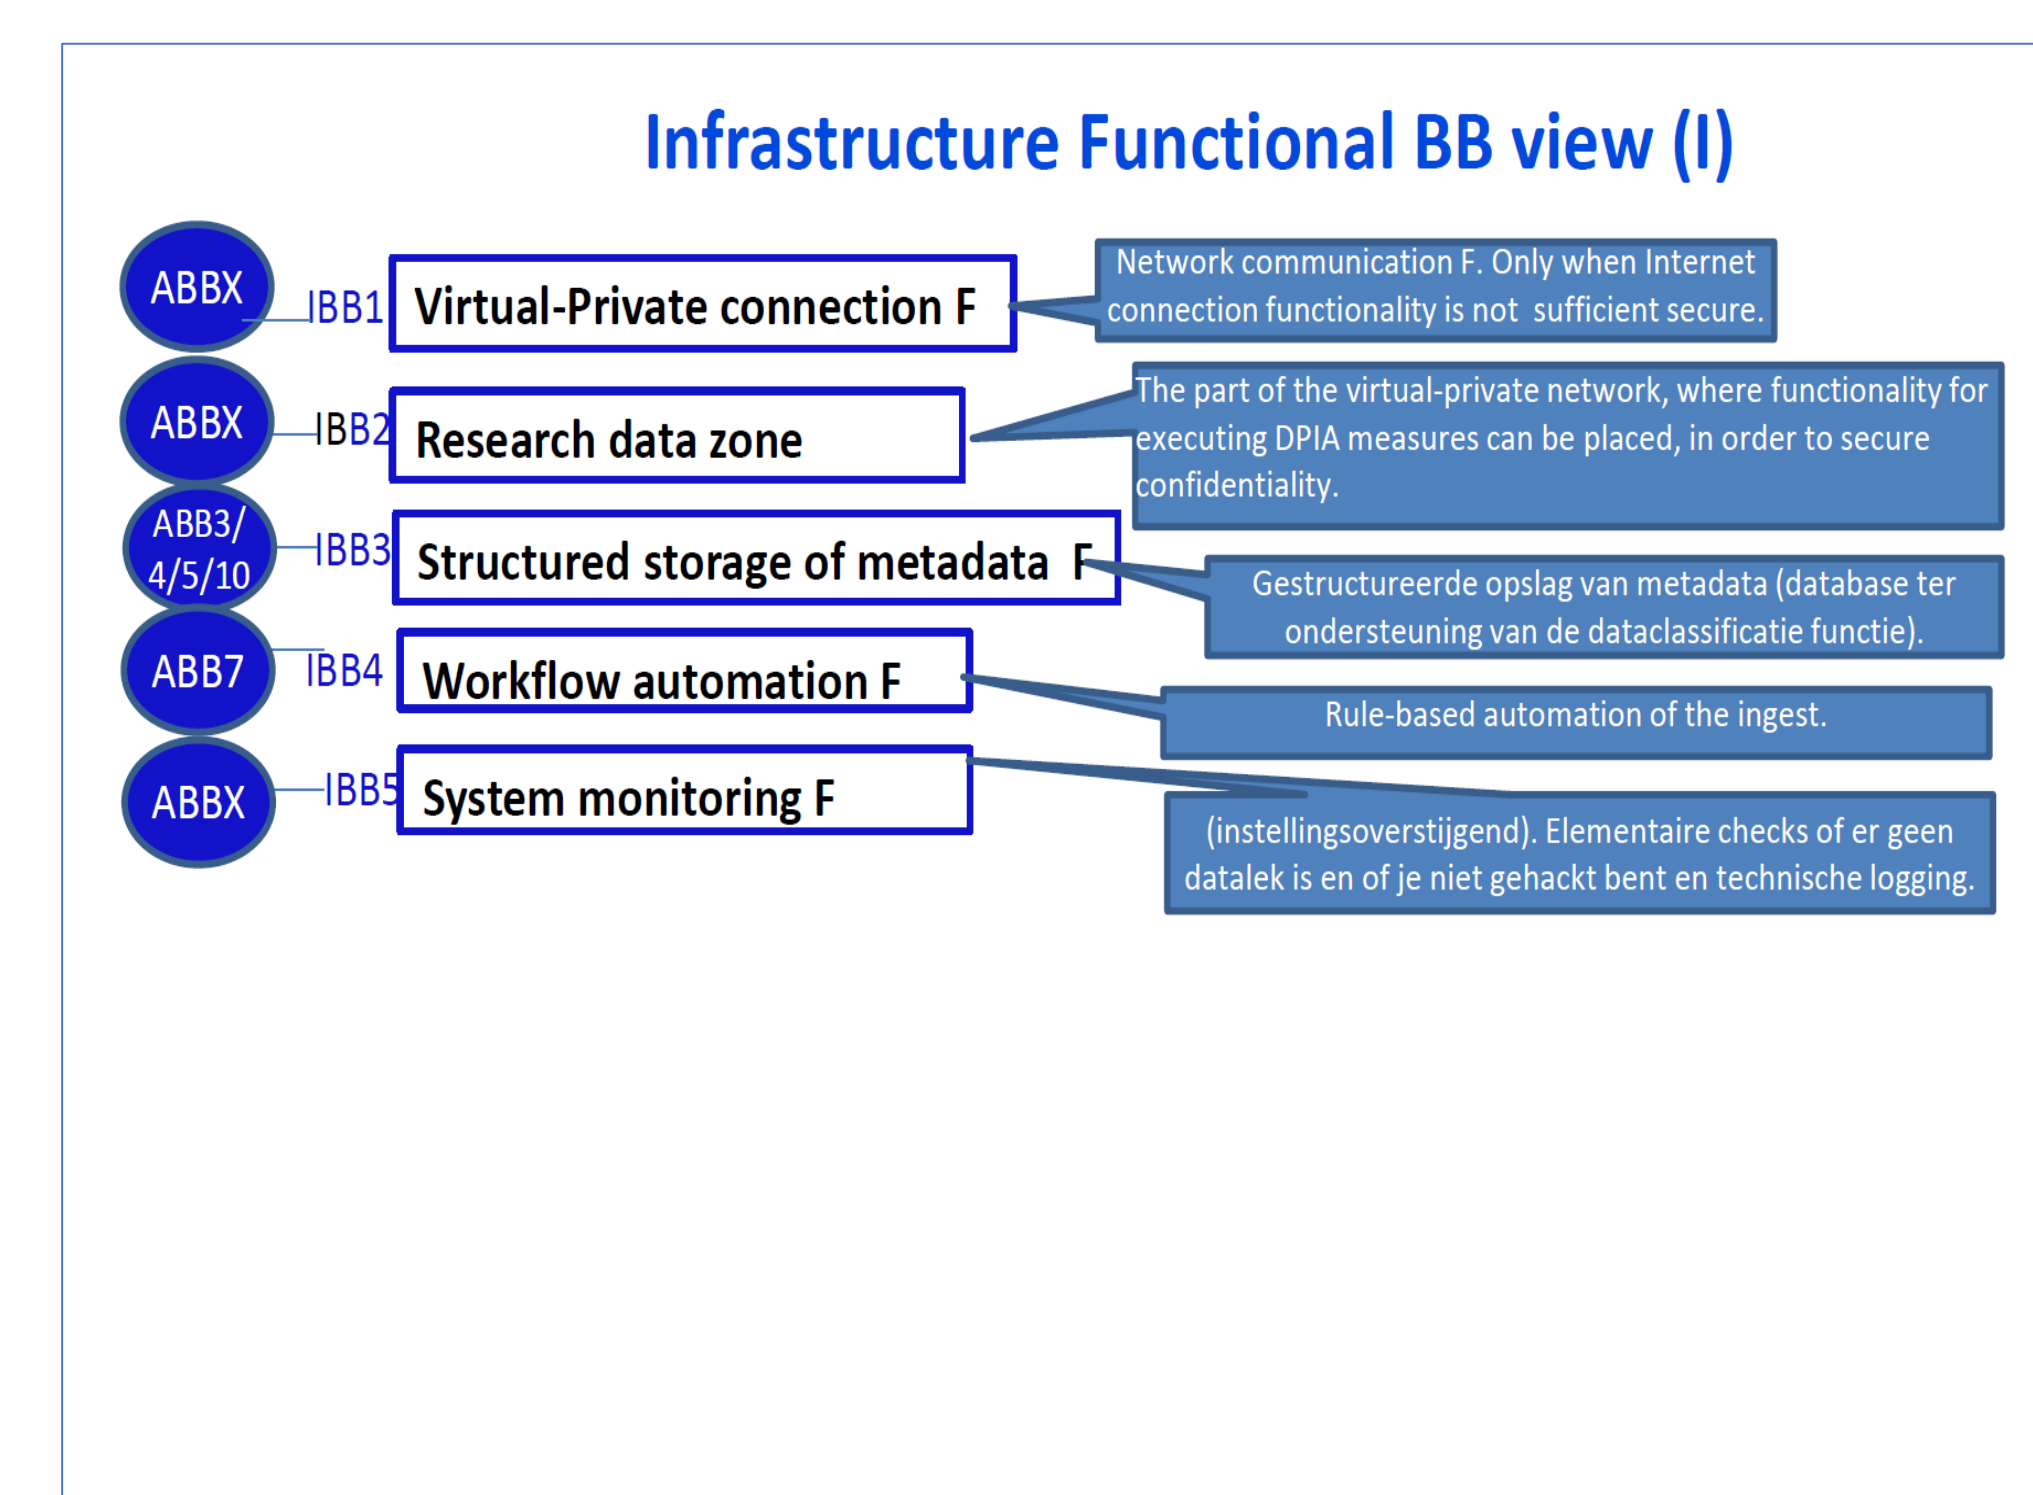 Infrastructure Functional BB view (I)
ABBX
IBB1
Virtual-Private connection F
Network communication F. Only when Internet
connection functionality is not  sufficient secure.
ABBX
IBB2
Research data zone
The part of the virtual-private network, where functionality for
executing DPIA measures can be placed, in order to secure
confidentiality.
ABB3/
4/5/10
IBB3
Structured storage of metadata  F
Gestructureerde opslag van metadata (database ter
ondersteuning van de dataclassificatie functie).
ABB7
IBB4
Workflow automation F
Rule-based automation of the ingest.
ABBX
IBB5
System monitoring F
(instellingsoverstijgend). Elementaire checks of er geen
datalek is en of je niet gehackt bent en technische logging.